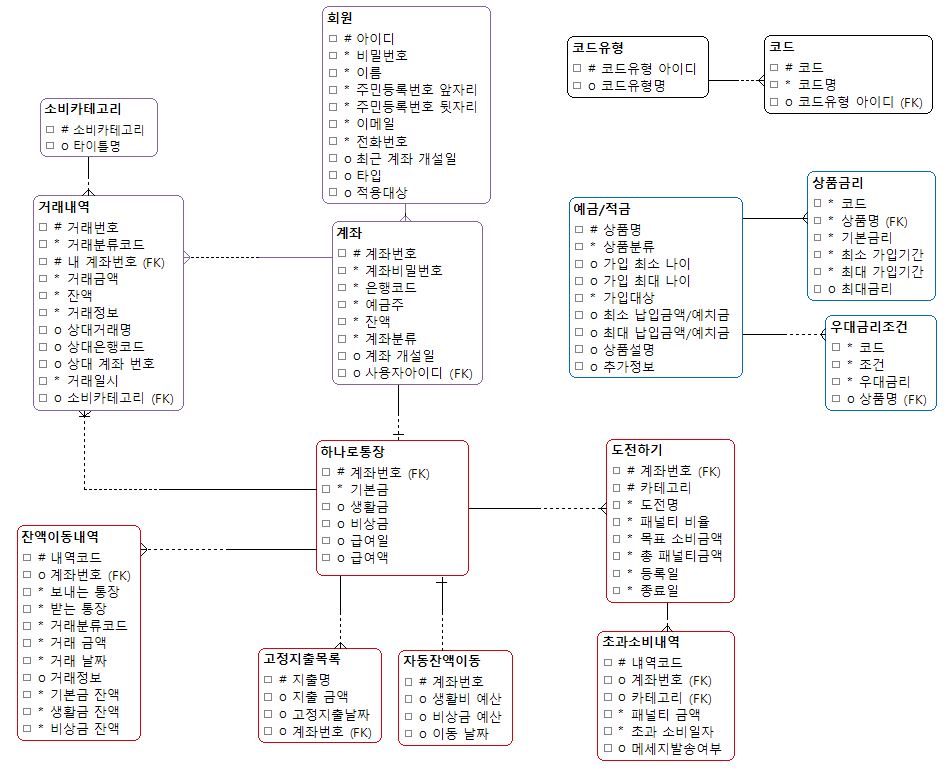 회원
# 아이디
* 비밀번호
* 이름
* 주민등록번호 앞자리
* 주민등록번호 뒷자리
* 이메일
* 전화번호
o 최근 계좌 개설일
o 타입
o 적용대상
코드유형
# 코드유형 아이디
o 코드유형명
코드
# 코드
* 코드명
o 코드유형 아이디 (FK)
소비카테고리
# 소비카테고리
o 타이틀명
거래내역
# 거래번호
* 거래분류코드
# 내 계좌번호 (FK)
* 거래금액
* 잔액
* 거래정보
o 상대거래명
o 상대은행코드
o 상대 계좌 번호
* 거래일시
o 소비카테고리 (FK)
계좌
# 계좌번호
* 계좌비밀번호
* 은행코드
* 예금주
* 잔액
* 계좌분류
o 계좌 개설일
o 사용자아이디 (FK)
예금/적금
# 상품명
* 상품분류
o 가입 최소 나이
o 가입 최대 나이
* 가입대상
o 최소 납입금액/예치금
o 최대 납입금액/예치금
o 상품설명
o 추가정보
상품금리
* 코드
* 상품명 (FK)
* 기본금리
* 최소 가입기간
* 최대 가입기간
o 최대금리
우대금리조건
* 코드
* 조건
* 우대금리
o 상품명 (FK)
하나로통장
# 계좌번호 (FK)
* 기본금
o 생활금
o 비상금
o 급여일
o 급여액
도전하기
# 계좌번호 (FK)
# 카테고리
* 도전명
* 패널티 비율
* 목표 소비금액
* 총 패널티금액
* 등록일
* 종료일
잔액이동내역
# 내역코드
o 계좌번호 (FK)
* 보내는 통장
* 받는 통장
* 거래분류코드
* 거래 금액
* 거래 날짜
o 거래정보
* 기본금 잔액
* 생활금 잔액
* 비상금 잔액
고정지출목록
# 지출명
o 지출 금액
o 고정지출날짜
o 계좌번호 (FK)
자동잔액이동
# 계좌번호
o 생활비 예산
o 비상금 예산
o 이동 날짜
초과소비내역
# 내역코드
o 계좌번호 (FK)
o 카테고리 (FK)
* 패널티 금액
* 초과 소비일자
o 메세지발송여부